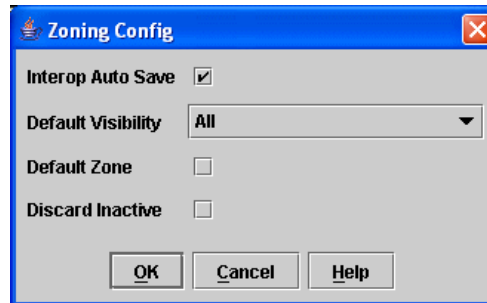 Zoning Config
Interop Auto Save
Default Visibility All
Default Zone
Discard Inactive
OK Cancel Help